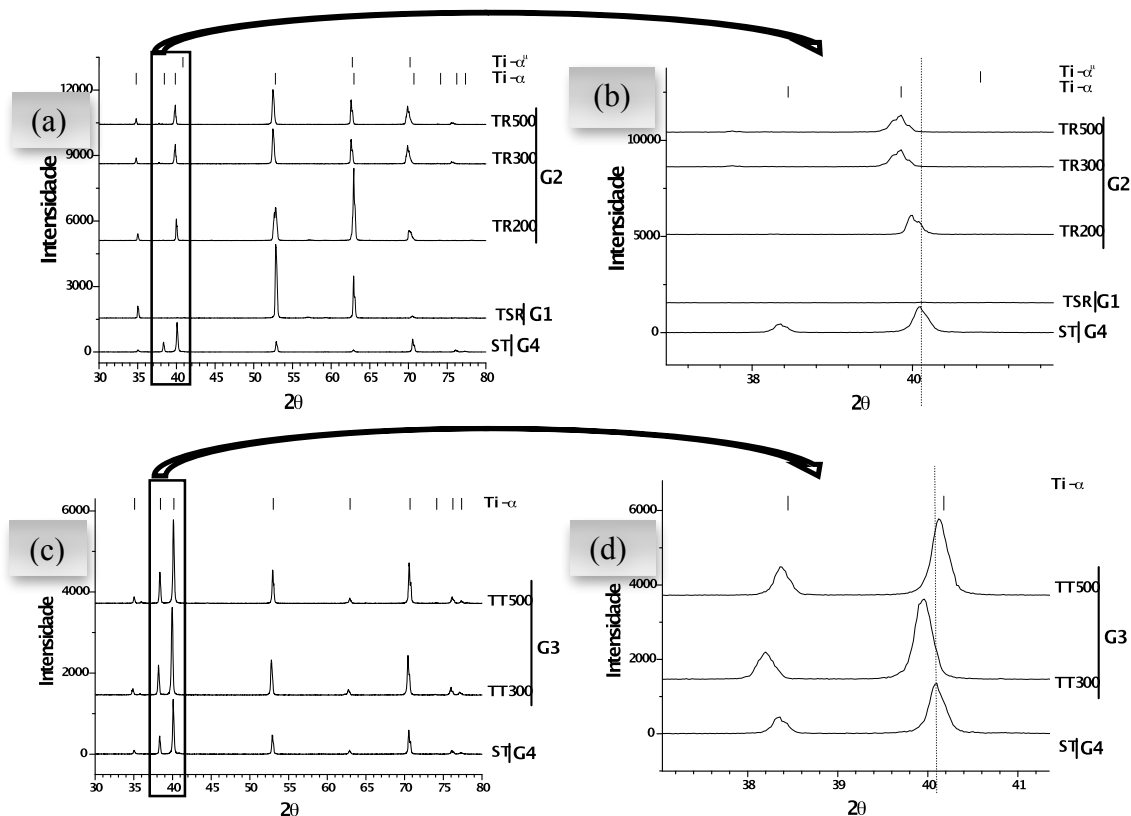 (a)
Intensidade
12000
9000
6000
3000
0
30 35 40 45 50 55 60 65 70 75 80
2θ
Ti-α"
Ti-α
TR500
TR300
TR200
G2
TSR|G1
ST|G4
(b)
Intensidade
10000
5000
0
38 40
2θ
Ti-α"
Ti-α
TR500
TR300
TR200
G2
TSR|G1
ST|G4
(c)
Intensidade
6000
4000
2000
0
30 35 40 45 50 55 60 65 70 75 80
2θ
Ti-α
TT500
TT300
G3
ST|G4
(d)
Intensidade
6000
4000
2000
0
38 39 40 41
2θ
Ti-α
TT500
TT300
G3
ST|G4